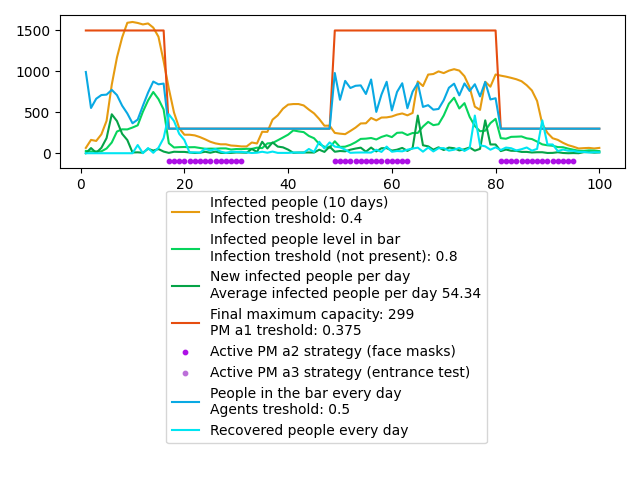 1500
1000
500
0
0
20
40
60
80
100
Infected people (10 days)
Infection treshold: 0.4
Infected people level in bar
Infection treshold (not present): 0.8
New infected people per day
Average infected people per day 54.34
Final maximum capacity: 299
PM a1 treshold: 0.375
Active PM a2 strategy (face masks)
Active PM a3 strategy (entrance test)
People in the bar every day
Agents treshold: 0.5
Recovered people every day